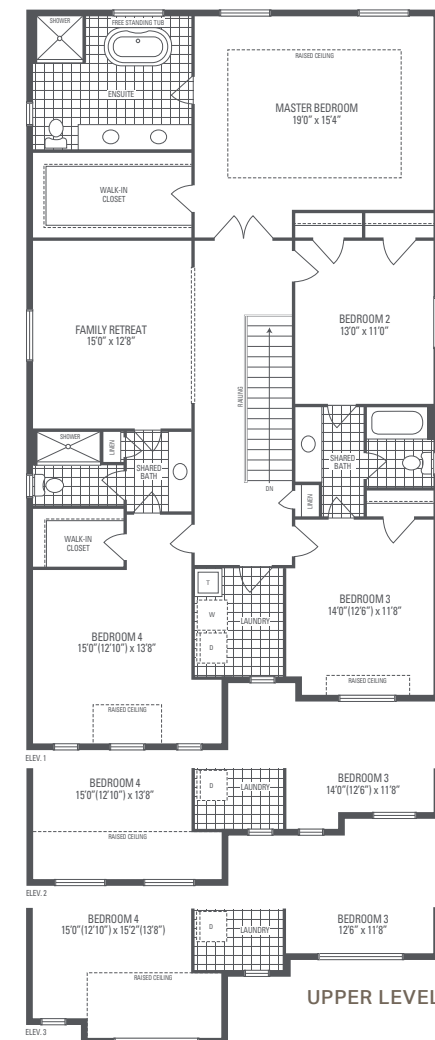 SHOWER
FREE STANDING TUB
RAISED CEILING
ENSUITE
MASTER BEDROOM
19'0" x 15'4"
WALK-IN
CLOSET
FAMILY RETREAT
15'0" x 12'8"
BEDROOM 2
13'0" x 11'0"
RAILING
DN
SHOWER
LINEN
SHARED
BATH
SHARED
BATH
LINEN
WALK-IN
CLOSET
T
W
D
LAUNDRY
BEDROOM 3
14'0"(12'6") x 11'8"
BEDROOM 4
15'0"(12'10") x 13'8"
RAISED CEILING
RAISED CEILING
ELEV. 1
BEDROOM 4
15'0"(12'10") x 13'8"
D
LAUNDRY
BEDROOM 3
14'0"(12'6") x 11'8"
RAISED CEILING
ELEV. 2
BEDROOM 4
15'0"(12'10") x 15'2"(13'8")
D
LAUNDRY
BEDROOM 3
12'6" x 11'8"
RAISED CEILING
UPPER LEVEL
ELEV. 3